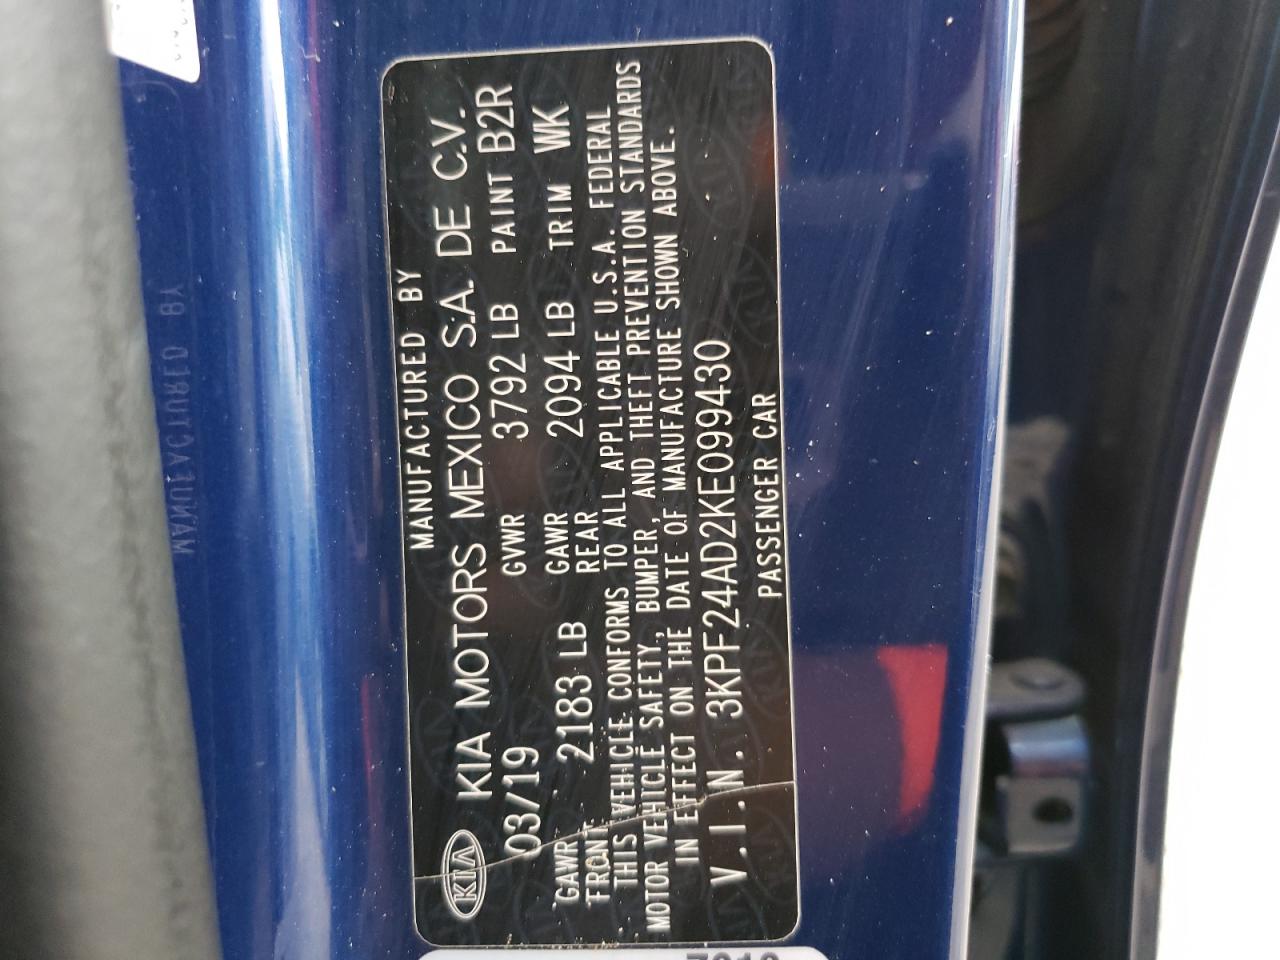 MANUFACTURED BY
KIA KIA MOTORS MEXICO S.A. DE C.V.
03/19 GVWR 3792 LB PAINT B2R
GAWR FRONT 2183 LB GAWR REAR 2094 LB TRIM WK
THIS VEHICLE CONFORMS TO ALL APPLICABLE U.S.A. FEDERAL
MOTOR VEHICLE SAFETY, BUMPER, AND THEFT PREVENTION STANDARDS
IN EFFECT ON THE DATE OF MANUFACTURE SHOWN ABOVE.
V.I.N. 3KPF24AD2KE099430
PASSENGER CAR